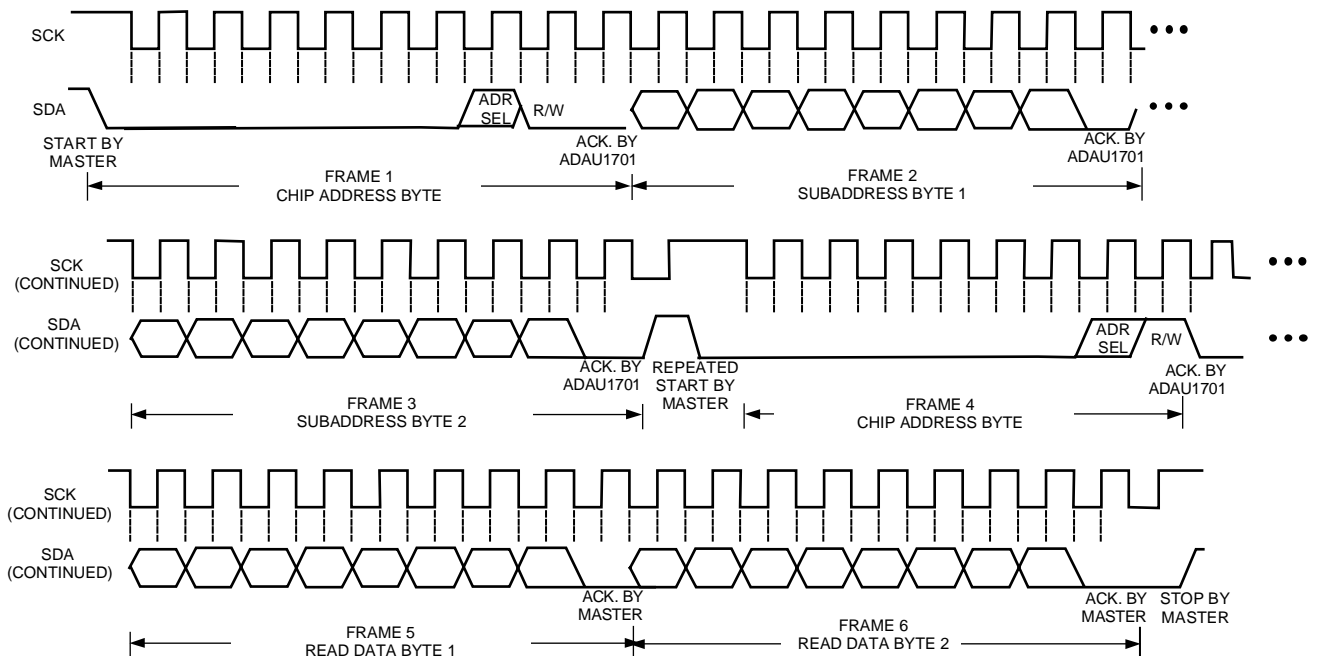 SCK
SDA
ADR
SEL
R/W
START BY
MASTER
ACK. BY
ADAU1701
ACK. BY
ADAU1701
FRAME 1
CHIP ADDRESS BYTE
FRAME 2
SUBADDRESS BYTE 1
SCK
(CONTINUED)
SDA
(CONTINUED)
ADR
SEL
R/W
ACK. BY
ADAU1701
REPEATED
START BY
MASTER
ACK. BY
ADAU1701
FRAME 3
SUBADDRESS BYTE 2
FRAME 4
CHIP ADDRESS BYTE
SCK
(CONTINUED)
SDA
(CONTINUED)
ACK. BY
MASTER
ACK. BY
MASTER
STOP BY
MASTER
FRAME 5
READ DATA BYTE 1
FRAME 6
READ DATA BYTE 2